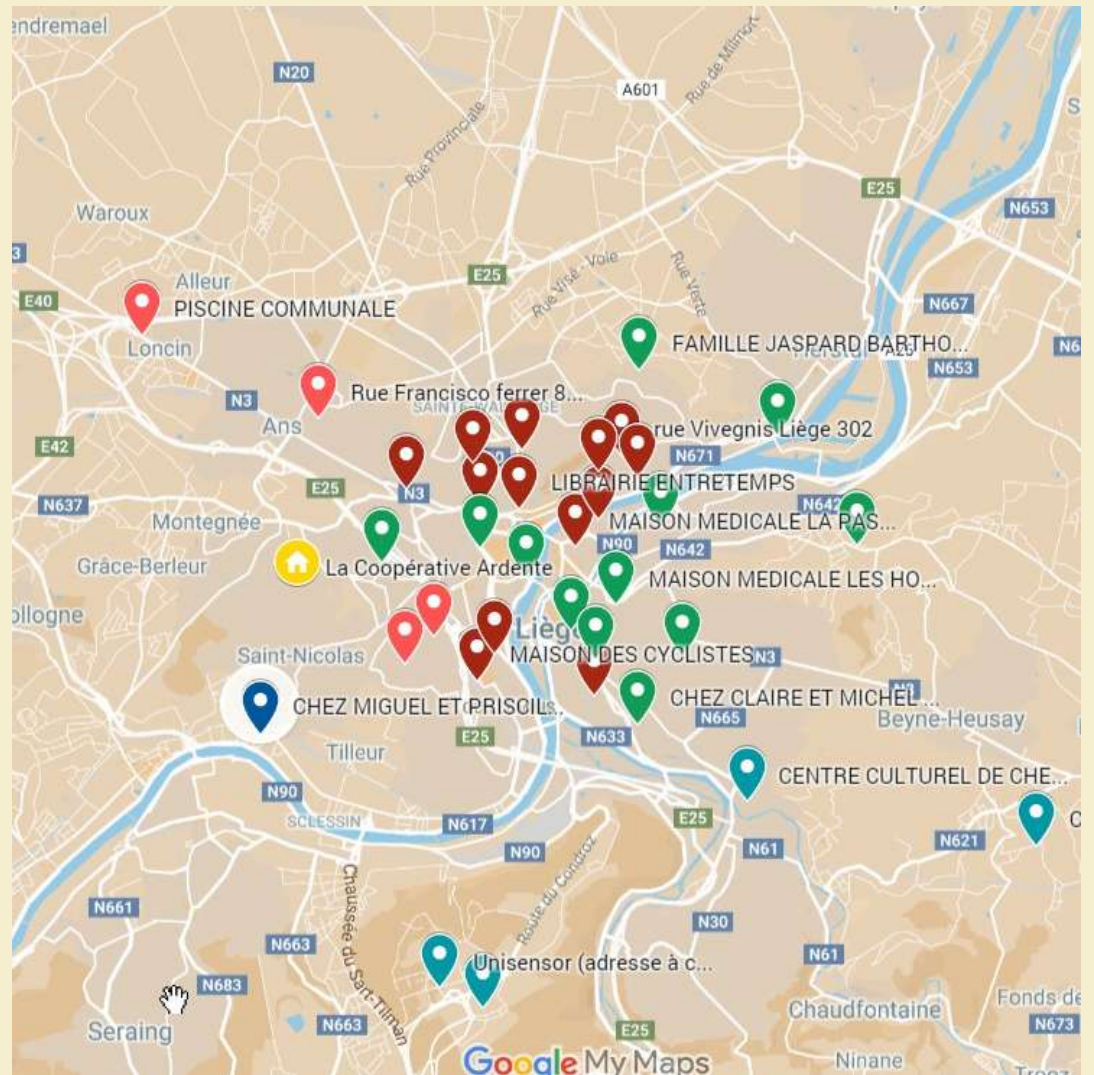 endremael
N20
A601
Rue de Milmort
Rue Provinciale
E25
Waroux
N653
3
Alleur
E25
Rue Visé - Voie
Rue Verte
E40
PISCINE COMMUNALE
N667
Loncin
FAMILLE JASPARD BARTHO...
A25
N6
N653
Rue Francisco ferrer 8...
N3
Ans
rue Vivegnis Liège 302
E42
N671
E25
N3
LIBRAIRIE ENTRETEMPS
N637
N642
Montegnée
MAISON MEDICALE LA PAS...
N90
N642
Grâce-Berleur
La Coopérative Ardente
MAISON MEDICALE LES HO...
ollogne
Liège
Saint-Nicolas
MAISON DES CYCLISTES
N3
CHEZ MIGUEL ET PRISCIL...
CHEZ CLAIRE ET MICHEL ...
N665
Beyne-Heusay
Tilleur
E25
N633
CENTRE CULTUREL DE CHE...
N90
SCLESSIN
N617
E25
C
N90
N61
N621
Chaussée du Sart-Tilman
Route du Condroz
N661
N30
N663
Unisensor (adresse à c...
N61
N683
Fonds de
Chaudfontaine
N663
N673
Seraing
E25
Google My Maps
Ninane